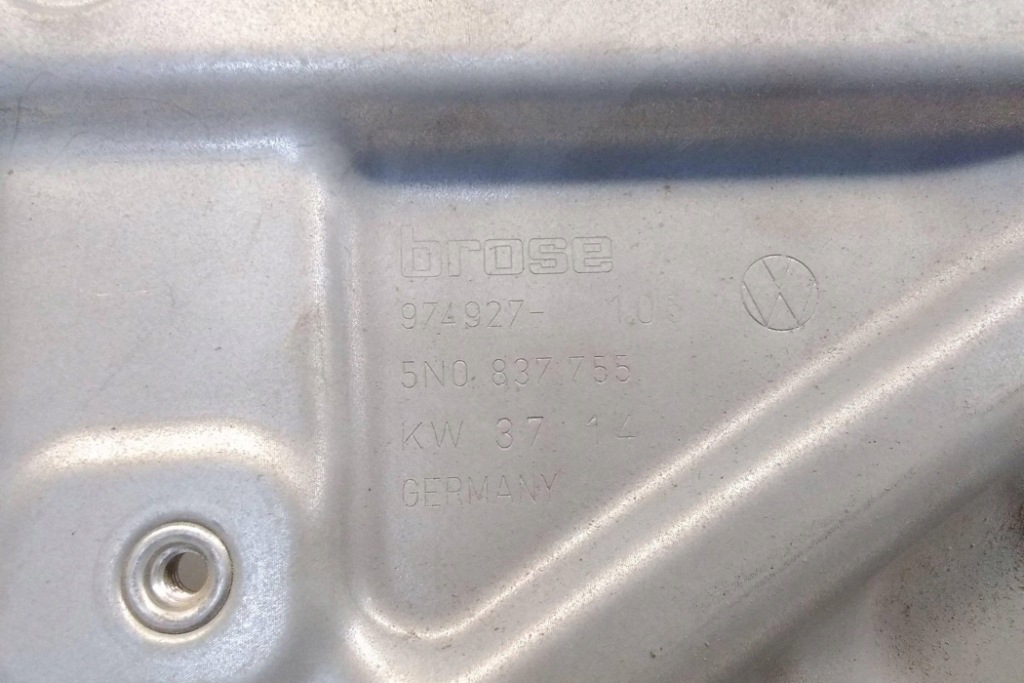 brose
974927- 106
5N0 837 755
KW 37 14
GERMANY